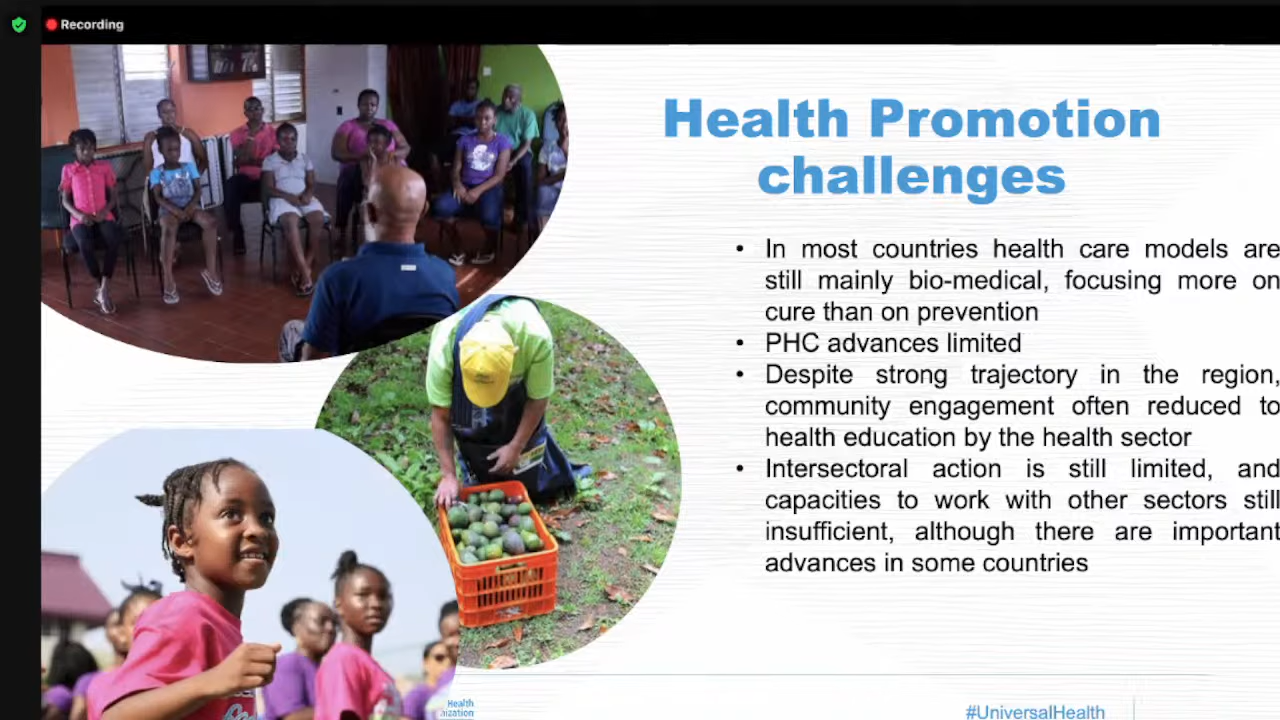 Recording
Health Promotion
challenges
• In most countries health care models are
still mainly bio-medical, focusing more on
cure than on prevention
• PHC advances limited
• Despite strong trajectory in the region,
community engagement often reduced to
health education by the health sector
• Intersectoral action is still limited, and
capacities to work with other sectors still
insufficient, although there are important
advances in some countries
Health
#UniversalHealth